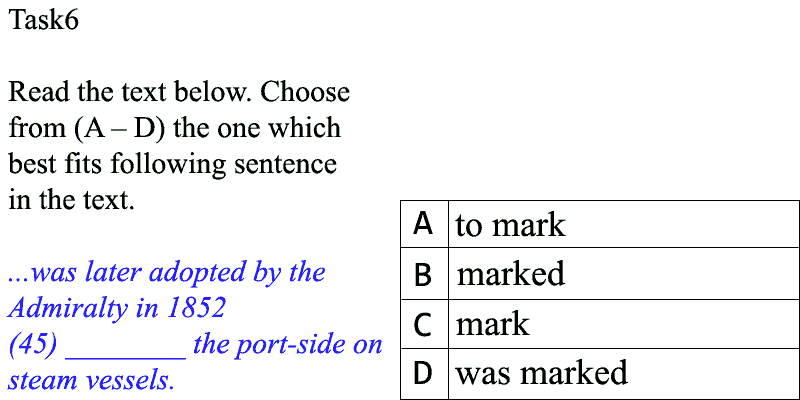 Task6
Read the text below. Choose
from (A – D) the one which
best fits following sentence
in the text.
...was later adopted by the
Admiralty in 1852
(45) ________ the port-side on
steam vessels.
A to mark
B marked
C mark
D was marked